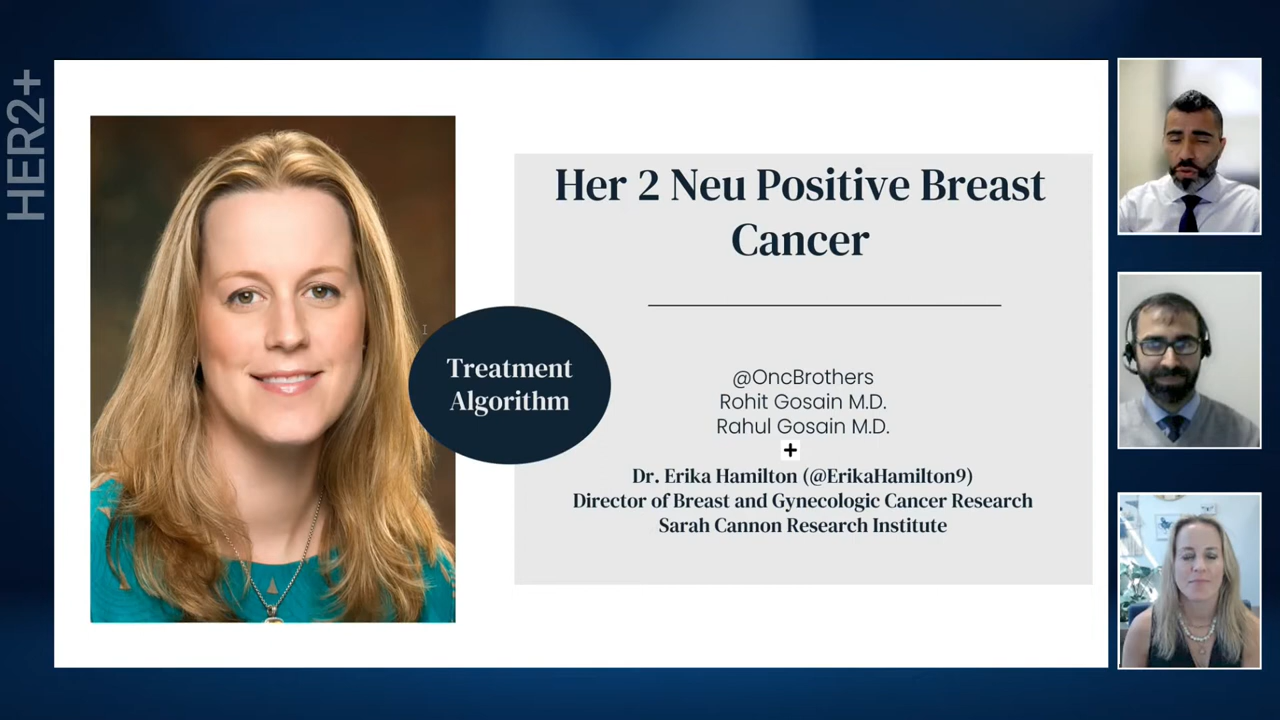 HER2+
Her 2 Neu Positive Breast
Cancer
Treatment
Algorithm
@OncBrothers
Rohit Gosain M.D.
Rahul Gosain M.D.
+
Dr. Erika Hamilton (@ErikaHamilton9)
Director of Breast and Gynecologic Cancer Research
Sarah Cannon Research Institute